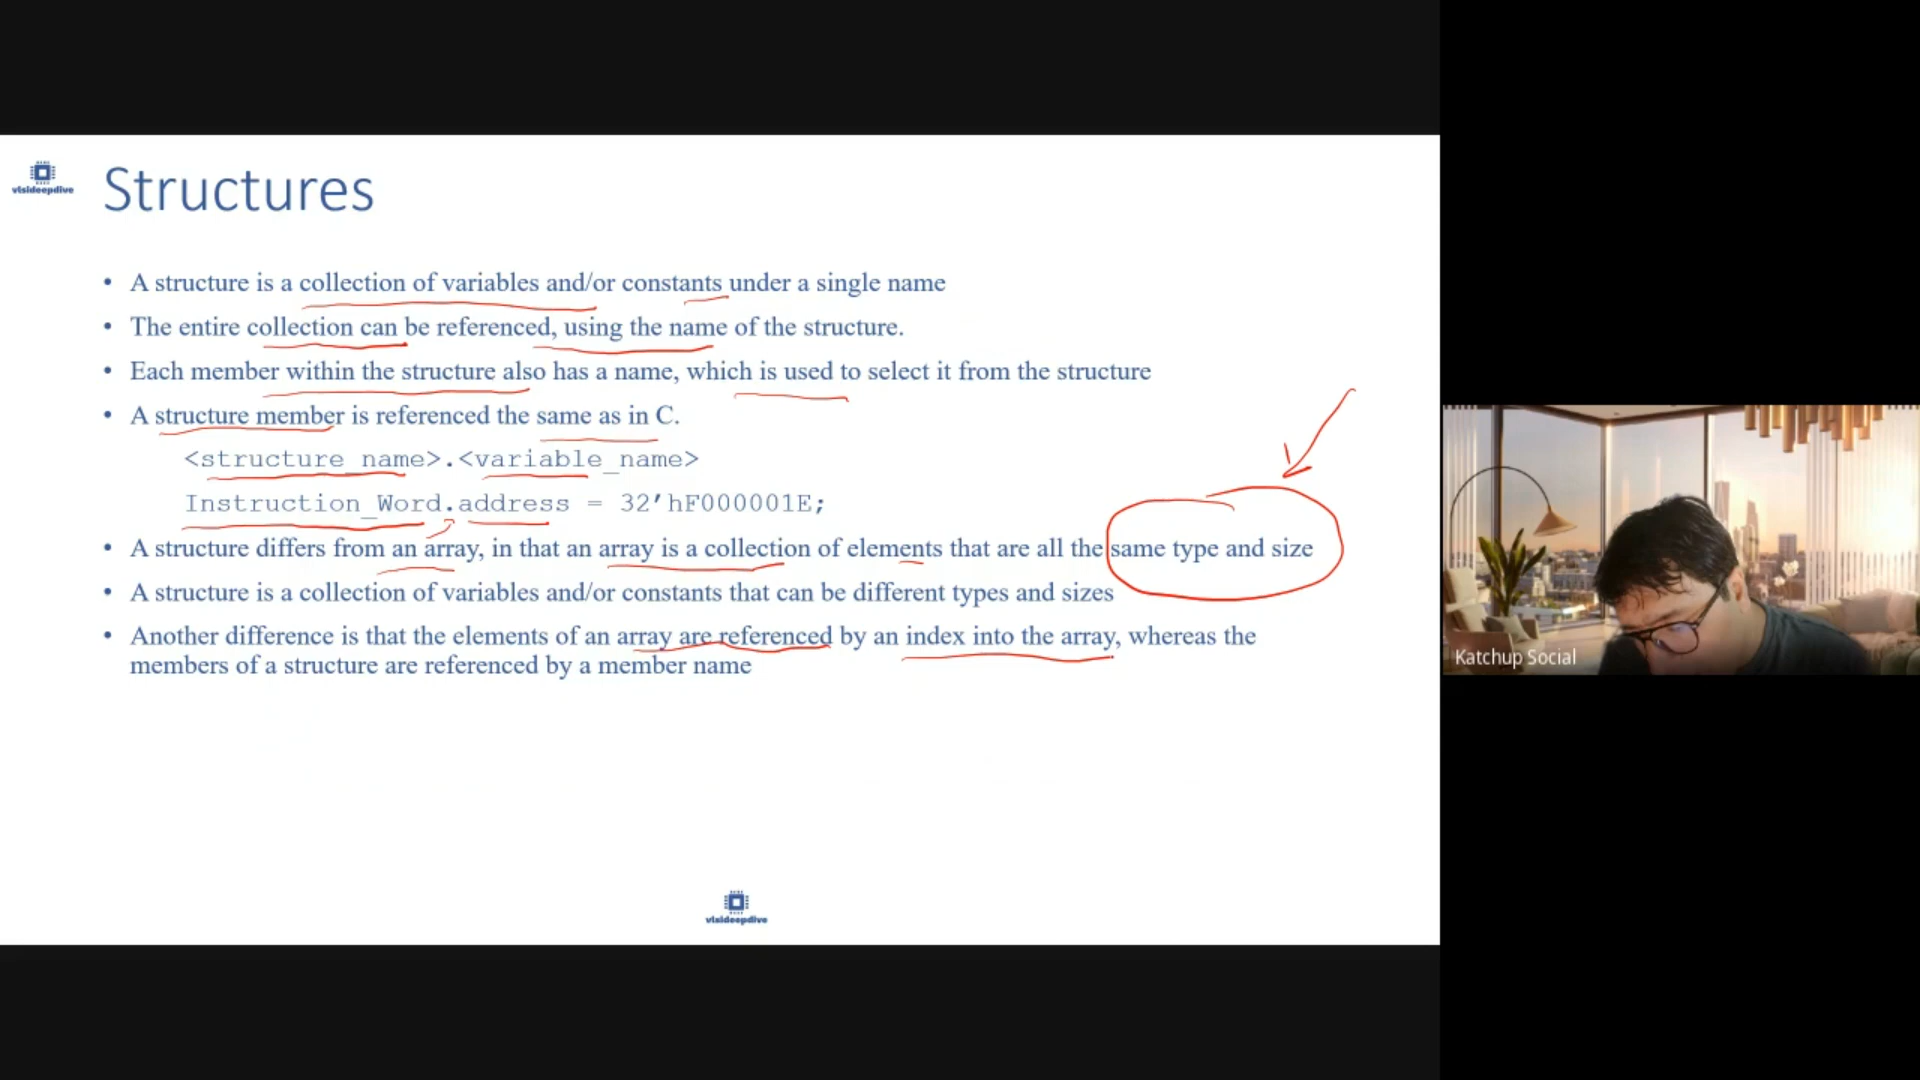 vlsideepdive
Structures
• A structure is a collection of variables and/or constants under a single name
• The entire collection can be referenced, using the name of the structure.
• Each member within the structure also has a name, which is used to select it from the structure
• A structure member is referenced the same as in C.
<structure_name>.<variable_name>
Instruction_Word.address = 32'hF000001E;
• A structure differs from an array, in that an array is a collection of elements that are all the same type and size
• A structure is a collection of variables and/or constants that can be different types and sizes
• Another difference is that the elements of an array are referenced by an index into the array, whereas the
members of a structure are referenced by a member name
vlsideepdive
Katchup Social